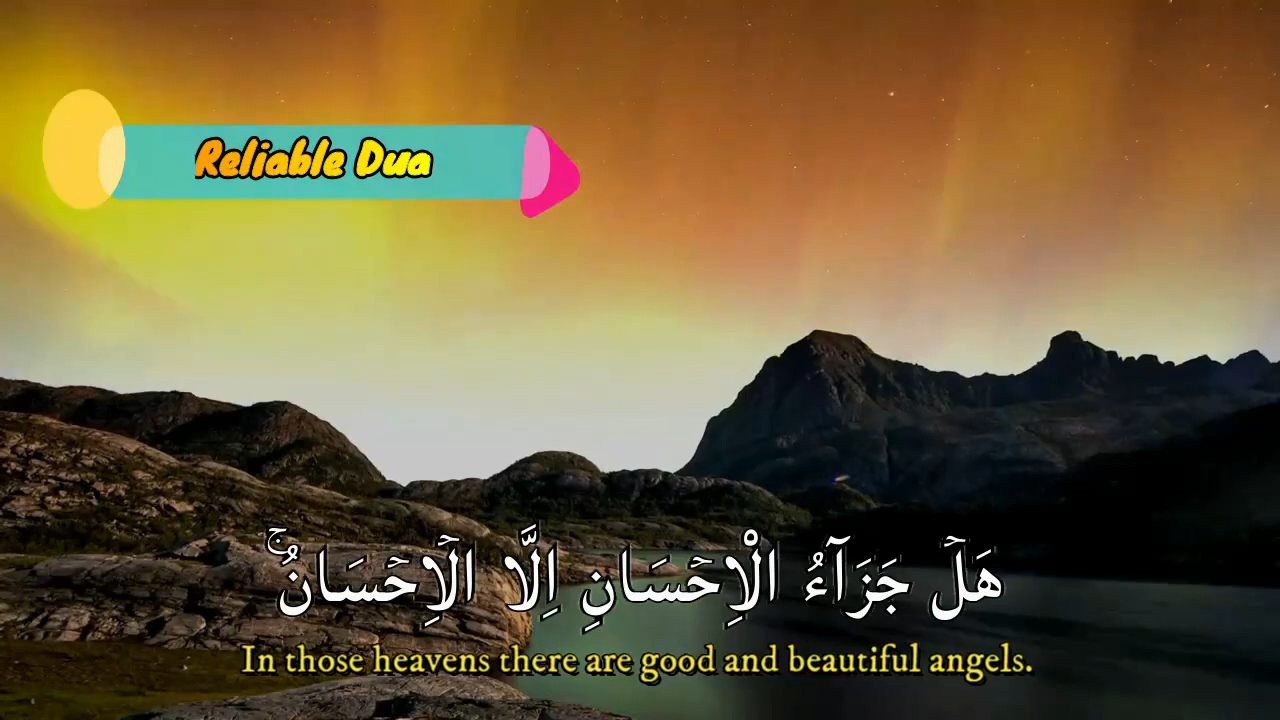 Reliable Dua
هَلۡ جَزَآءُ الۡاِحۡسَانِ اِلَّا الۡاِحۡسَانُ‌ۚ
In those heavens there are good and beautiful angels.